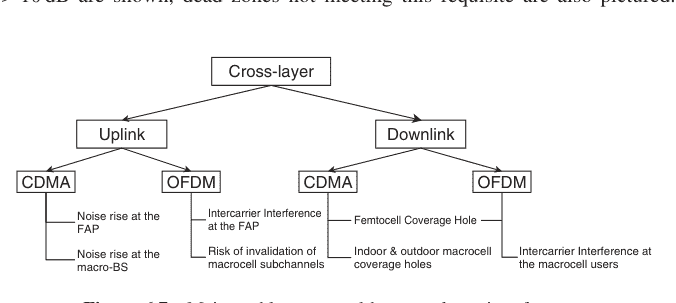 10 dB are shown, dead zones not meeting this requisite are also pictured.
Cross-layer
Uplink
Downlink
CDMA
OFDM
CDMA
OFDM
Noise rise at the
FAP
Noise rise at the
macro-BS
Intercarrier Interference
at the FAP
Risk of invalidation of
macrocell subchannels
Femtocell Coverage Hole
Indoor & outdoor macrocell
coverage holes
Intercarrier Interference at
the macrocell users